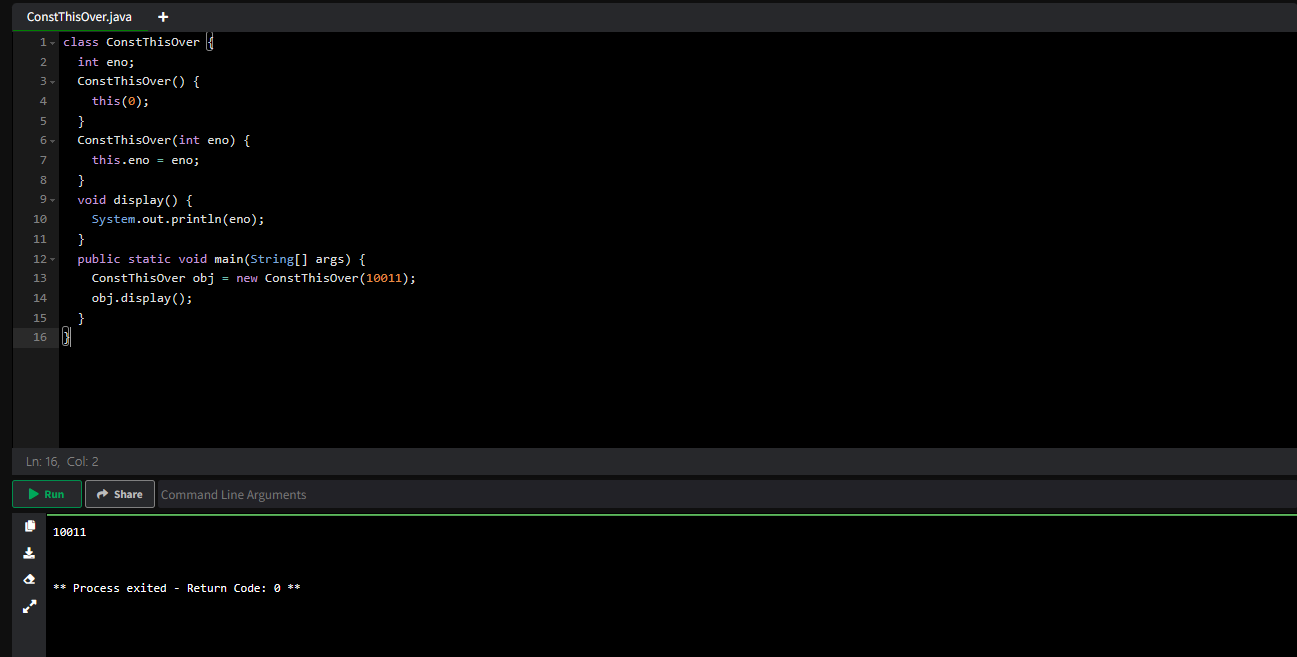 ConstThisOver.java +
1 class ConstThisOver {
2 int eno;
3 ConstThisOver() {
4 this(0);
5 }
6 ConstThisOver(int eno) {
7 this.eno = eno;
8 }
9 void display() {
10 System.out.println(eno);
11 }
12 public static void main(String[] args) {
13 ConstThisOver obj = new ConstThisOver(10011);
14 obj.display();
15 }
16 }
Ln: 16, Col: 2
Run Share Command Line Arguments
10011
** Process exited - Return Code: 0 **